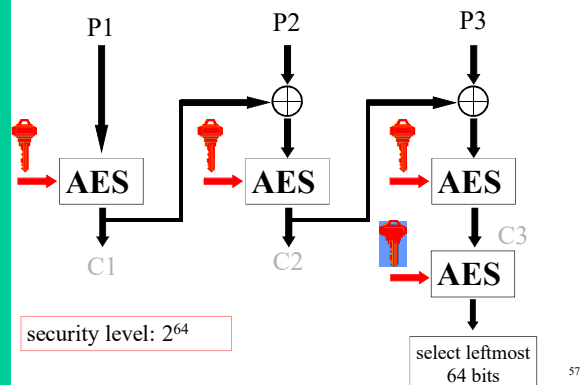 P1 P2 P3
AES AES AES
C1 C2 C3
AES
security level: 2⁶⁴
select leftmost
64 bits
57